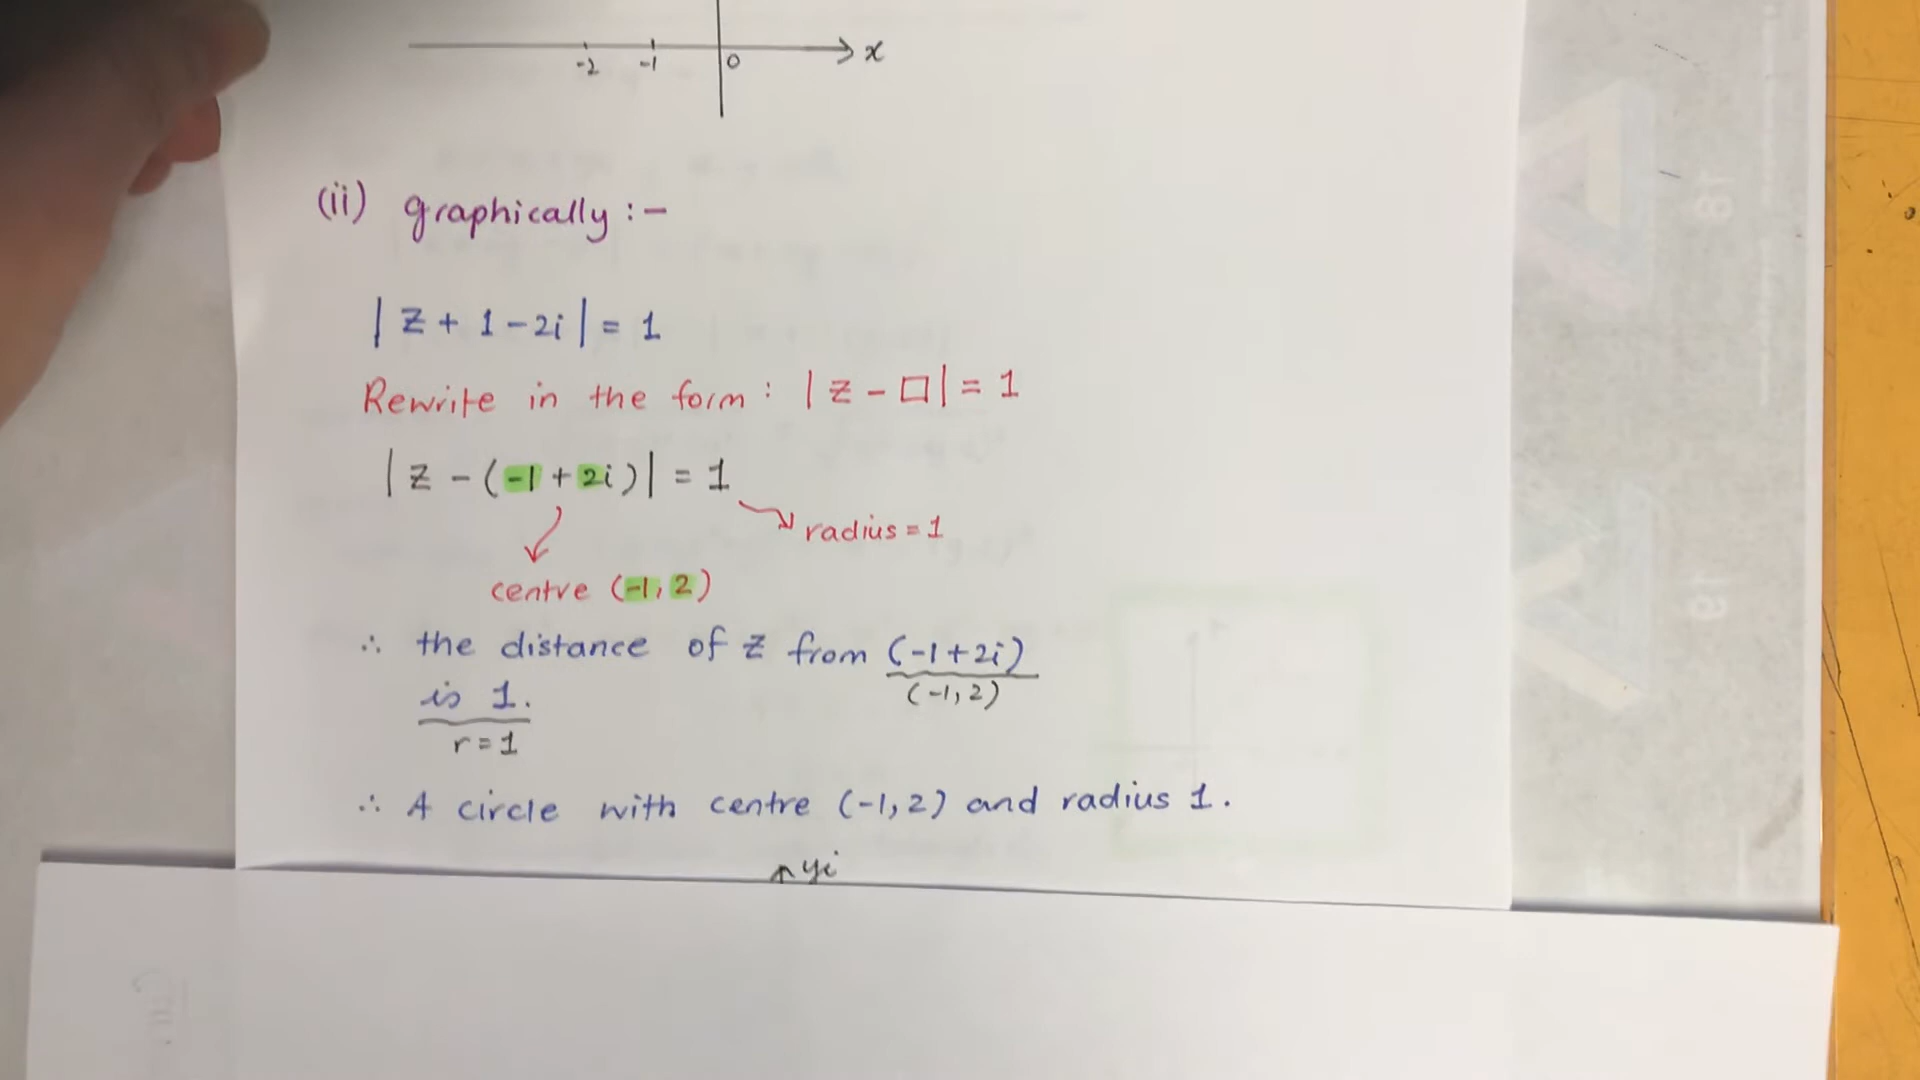 -2 -1 0 x
(ii) graphically :-
| z + 1 - 2i | = 1
Rewrite in the form : | z - □ | = 1
| z - (-1 + 2i) | = 1
radius = 1
centre (-1, 2)
∴ the distance of z from (-1 + 2i)
(-1, 2)
is 1.
r = 1
∴ A circle with centre (-1, 2) and radius 1.
yi